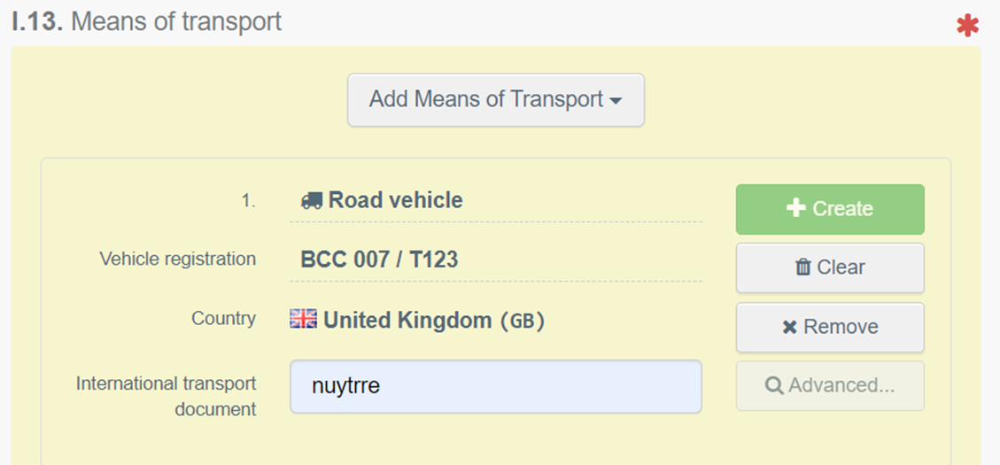 I.13. Means of transport
Add Means of Transport
1. Road vehicle
Create
Vehicle registration BCC 007 / T123
Clear
Country United Kingdom (GB)
Remove
International transport document nuytrre
Advanced...